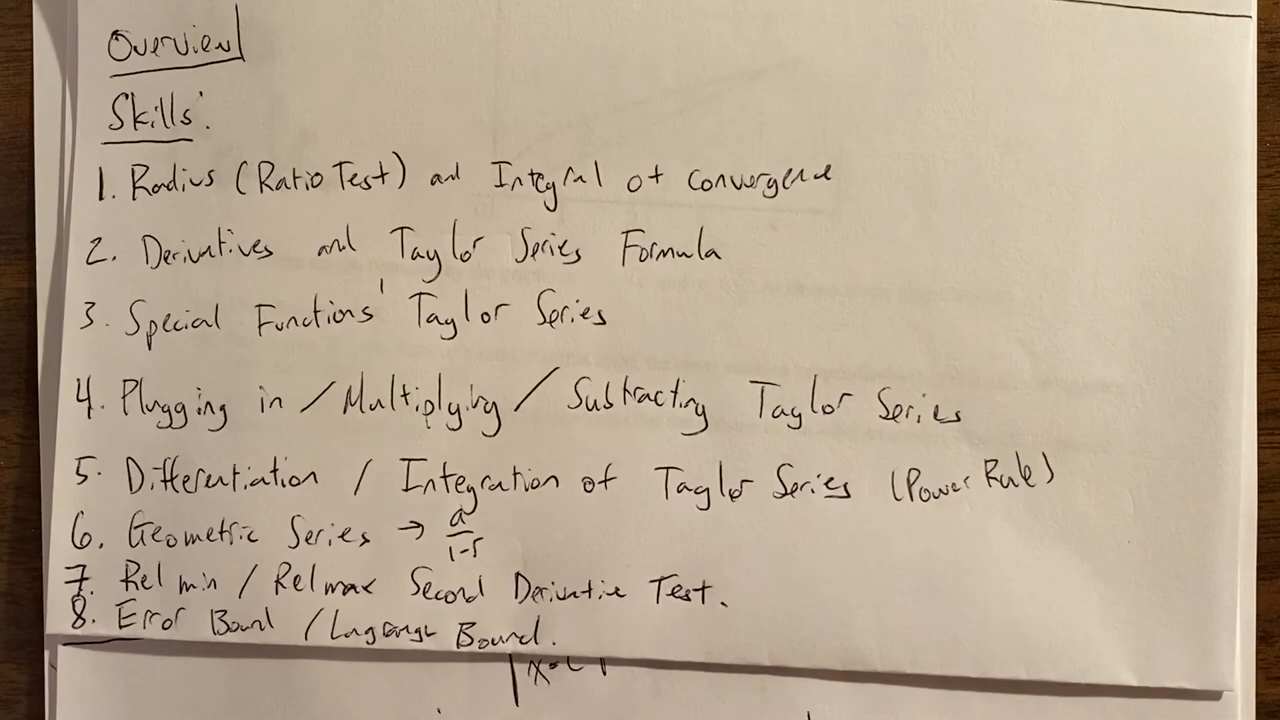 Overview
Skills:
1. Radius (Ratio Test) and Integral of Convergence
2. Derivatives and Taylor Series Formula
3. Special Functions' Taylor Series
4. Plugging in / Multiplying / Subtracting Taylor Series
5. Differentiation / Integration of Taylor Series (Power Rule)
6. Geometric Series → a/1-r
7. Rel min / Rel max Second Derivative Test.
8. Error Bound / Lagrange Bound.